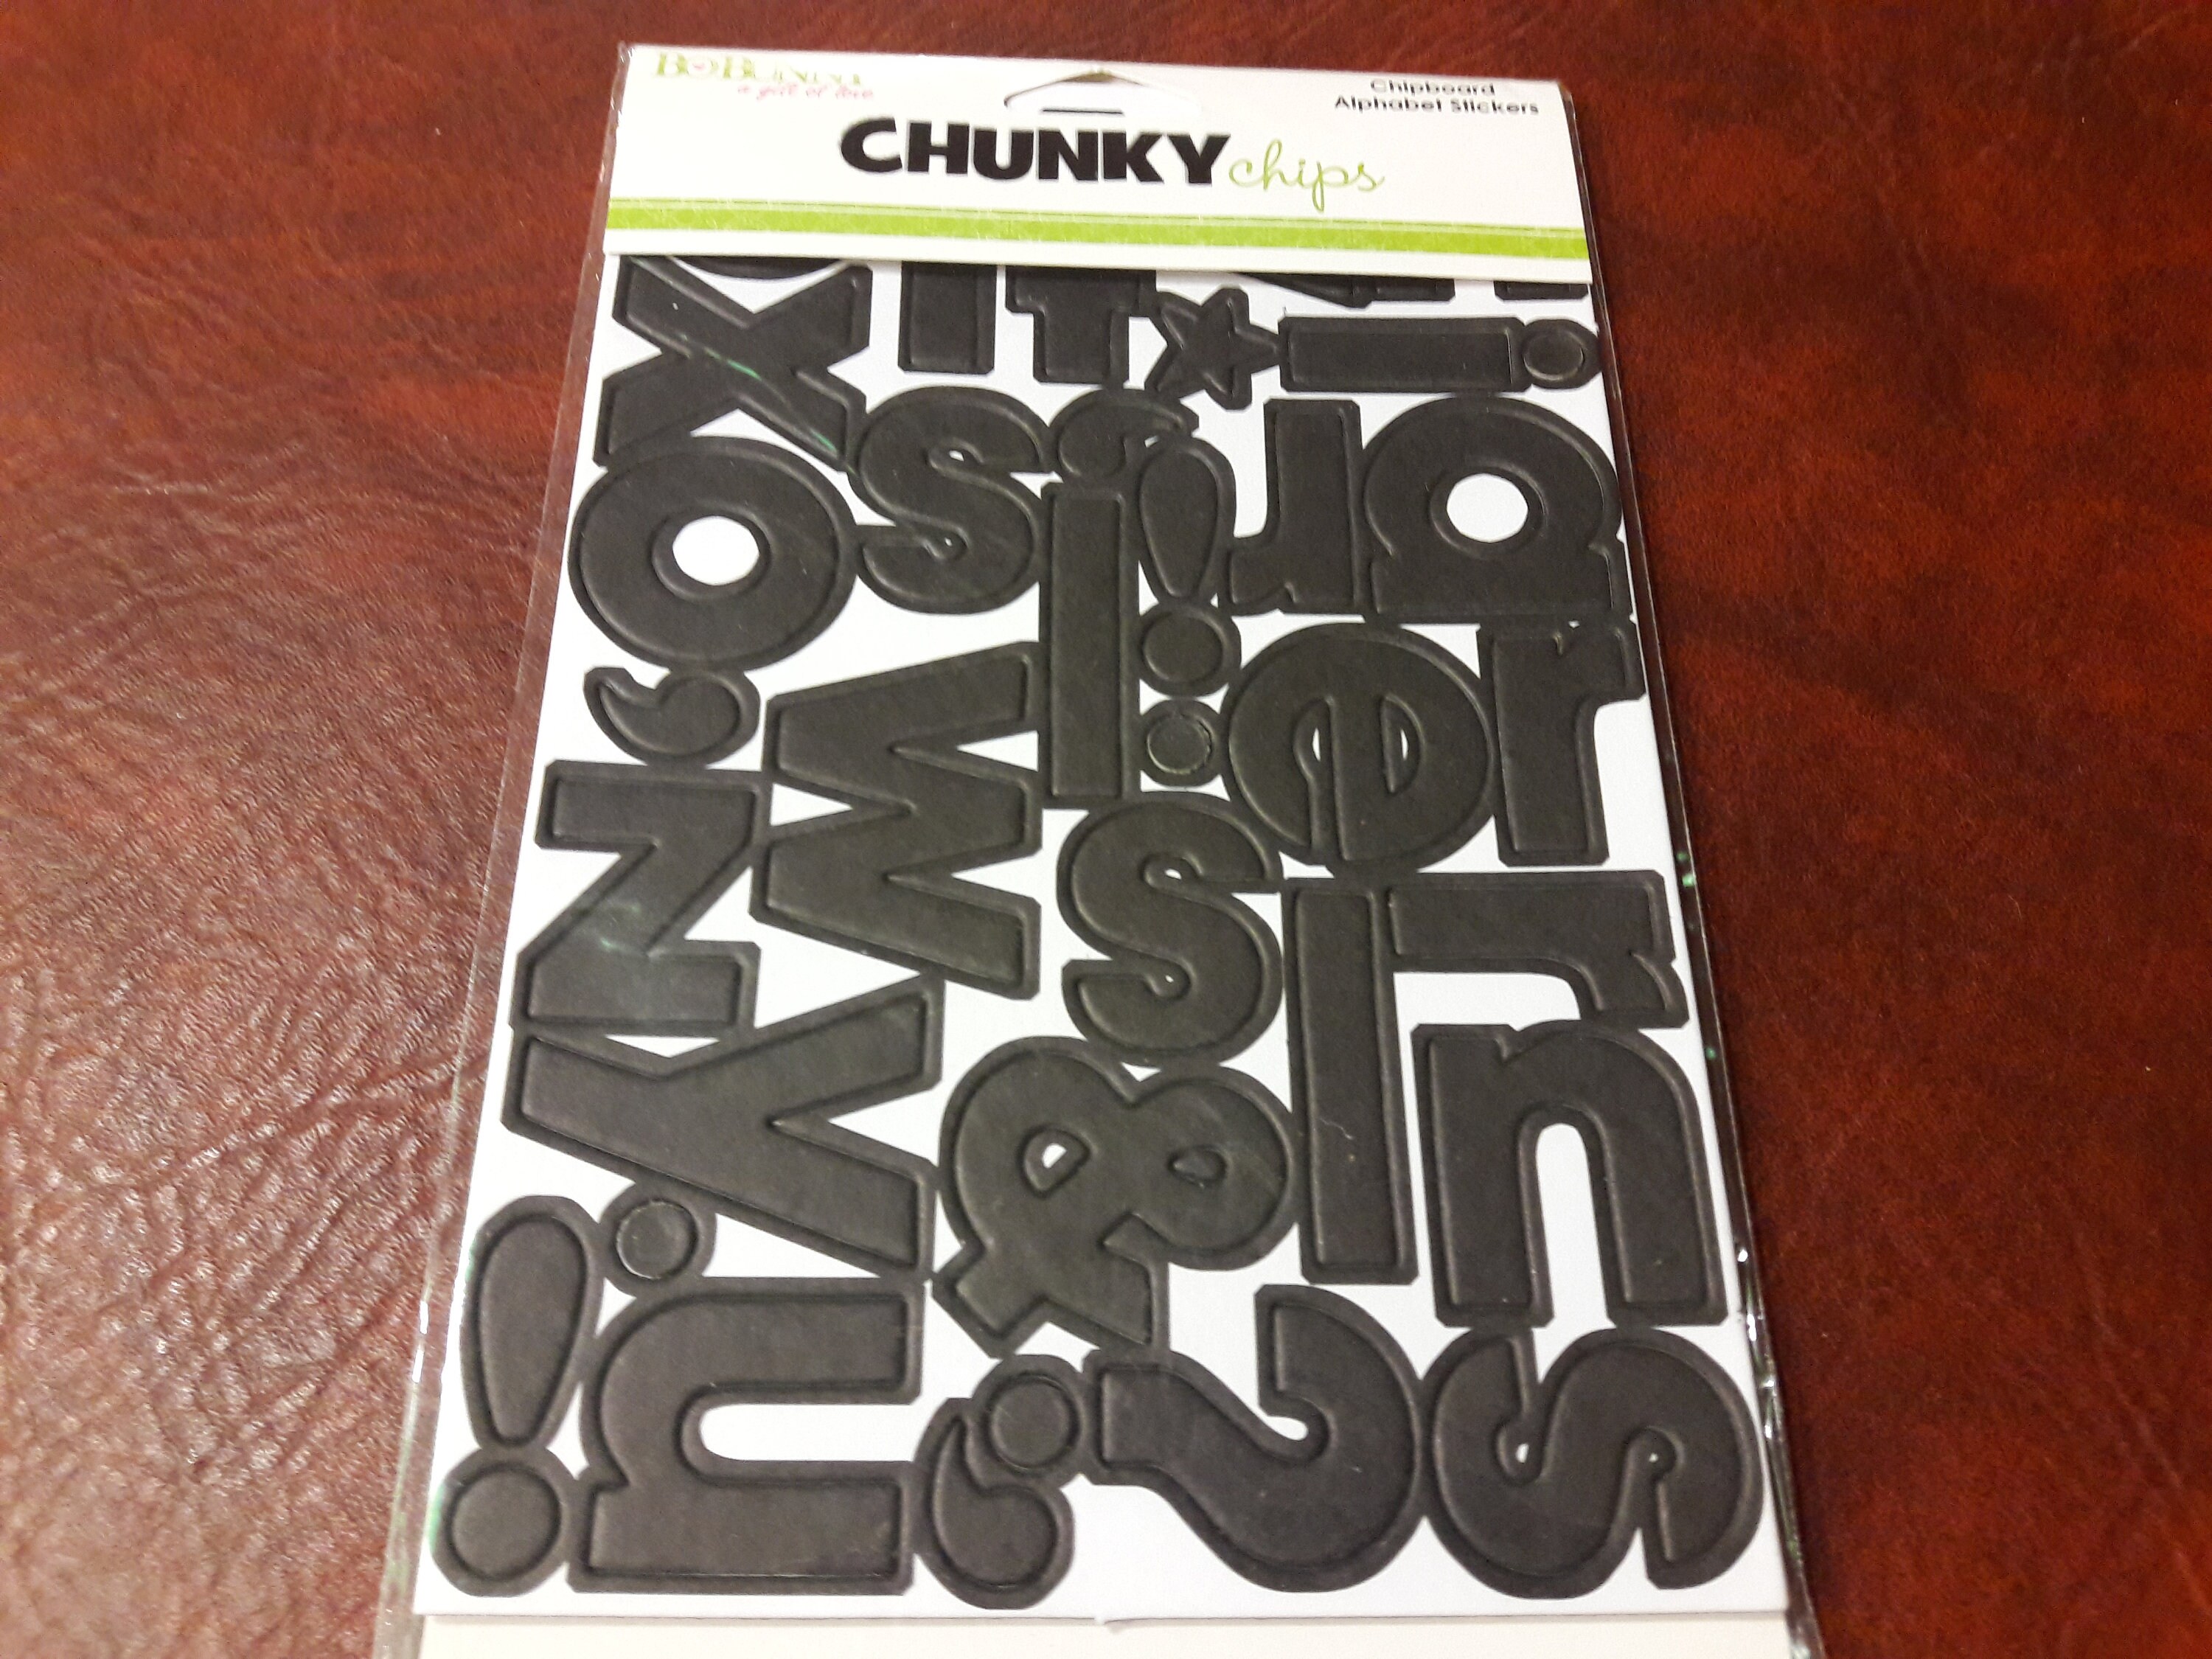 BoBunny
a gift of love
Chipboard
Alphabet Stickers
CHUNKY chips
x i t ★ i
o s ' l ! r a
, w : e r
z s l r
y & n
! n ; ? s